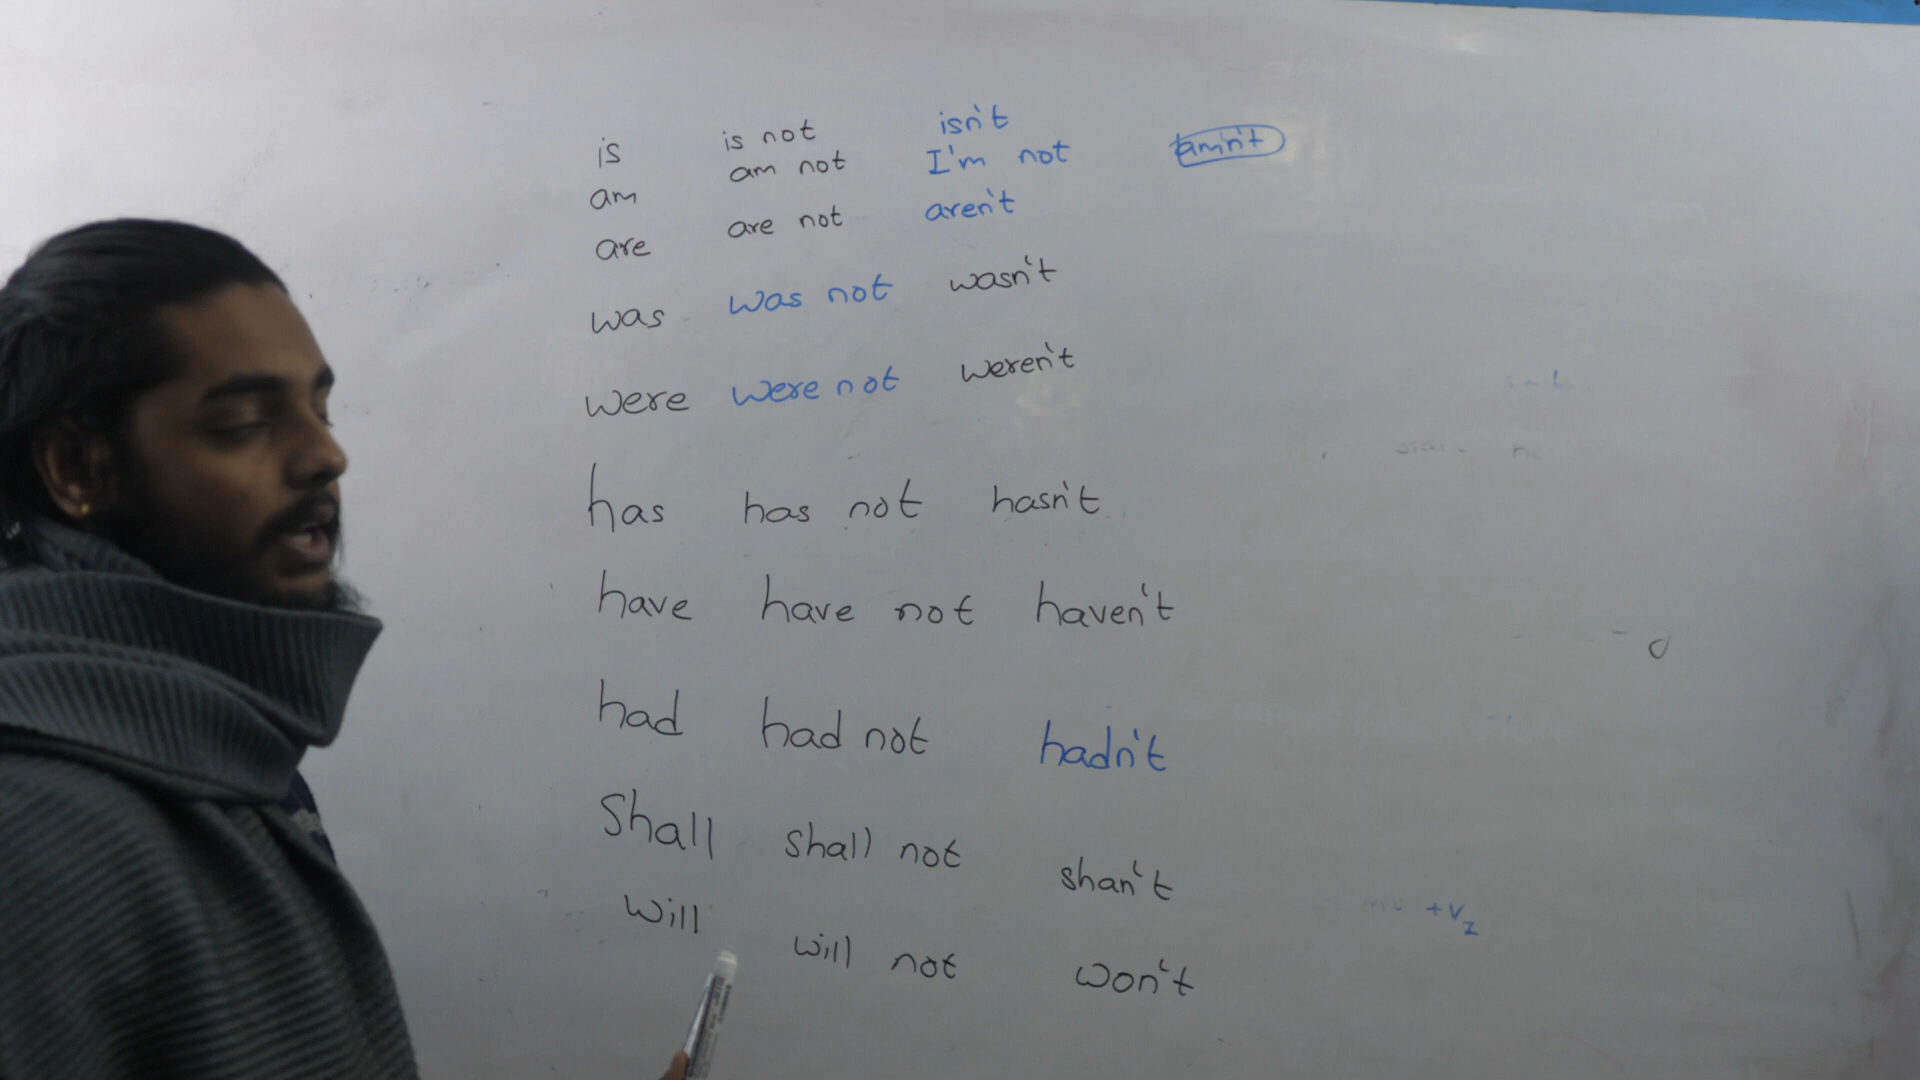 is is not isn't
am am not I'm not amn't
are are not aren't
was was not wasn't
were were not weren't
has has not hasn't
have have not haven't
had had not hadn't
Shall shall not shan't
Will will not won't
+V2